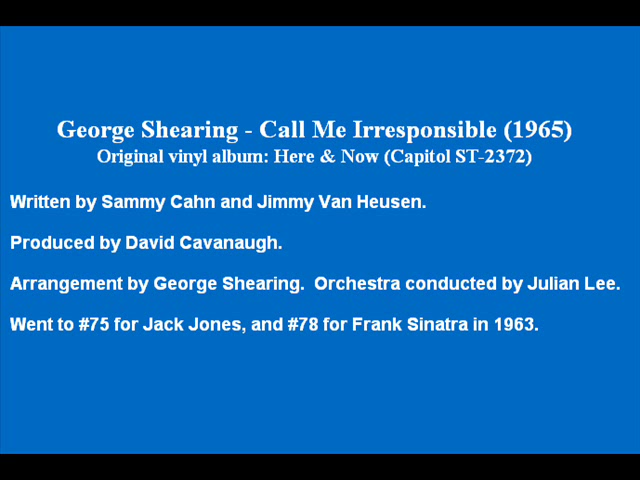 George Shearing - Call Me Irresponsible (1965)
Original vinyl album: Here & Now (Capitol ST-2372)
Written by Sammy Cahn and Jimmy Van Heusen.
Produced by David Cavanaugh.
Arrangement by George Shearing.  Orchestra conducted by Julian Lee.
Went to #75 for Jack Jones, and #78 for Frank Sinatra in 1963.